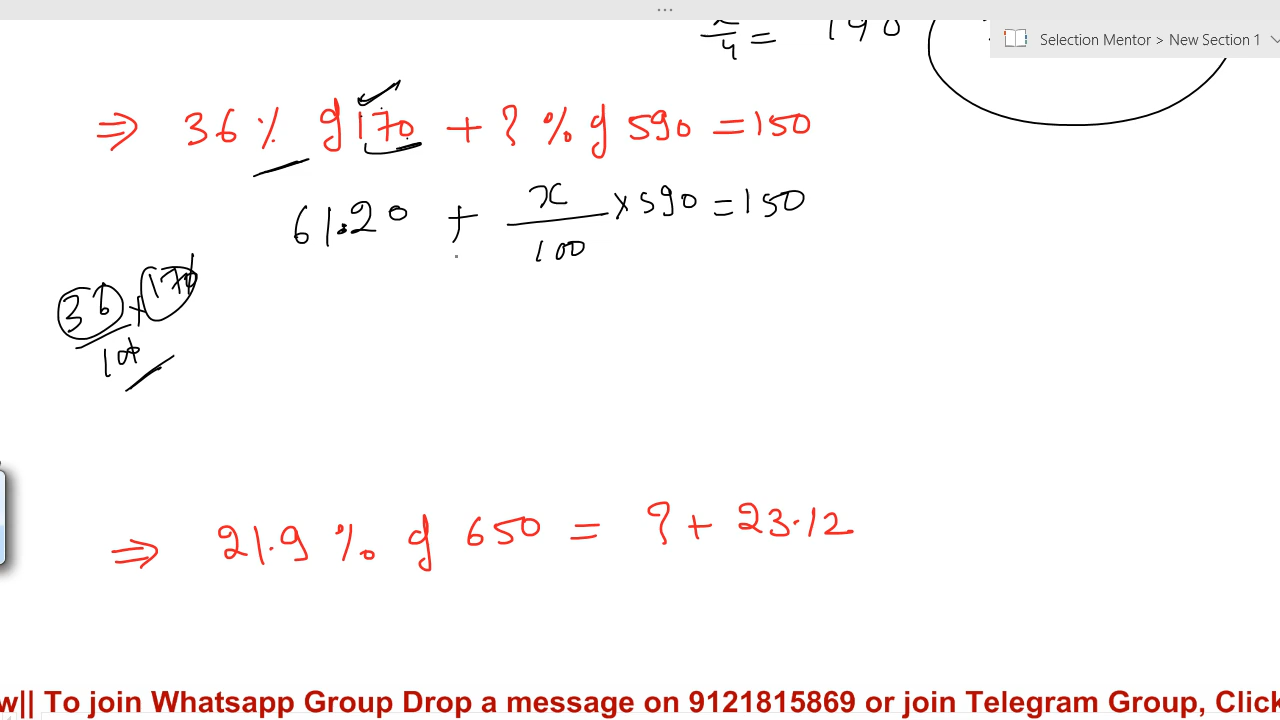 x/4 = 190
Selection Mentor > New Section 1
⇒ 36 % of 170 + ? % of 590 = 150
61.20 + x/100 × 590 = 150
36 × 170
100
⇒ 21.9 % of 650 = ? + 23.12
w|| To join Whatsapp Group Drop a message on 9121815869 or join Telegram Group, Click